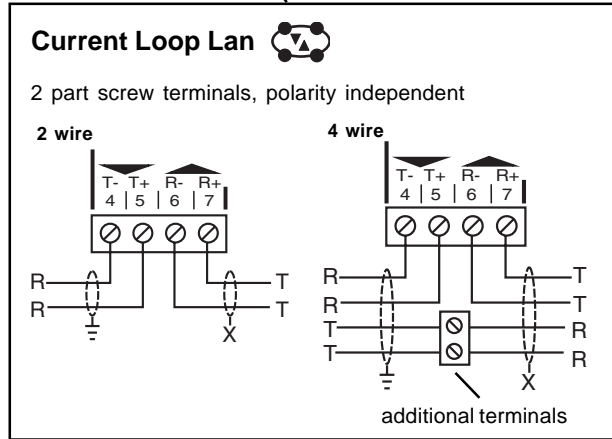 Current Loop Lan
2 part screw terminals, polarity independent
2 wire
T- T+ R- R+
4 | 5 | 6 | 7
R T
R T
X
4 wire
T- T+ R- R+
4 | 5 | 6 | 7
R T
R T
T R
T R
X
additional terminals